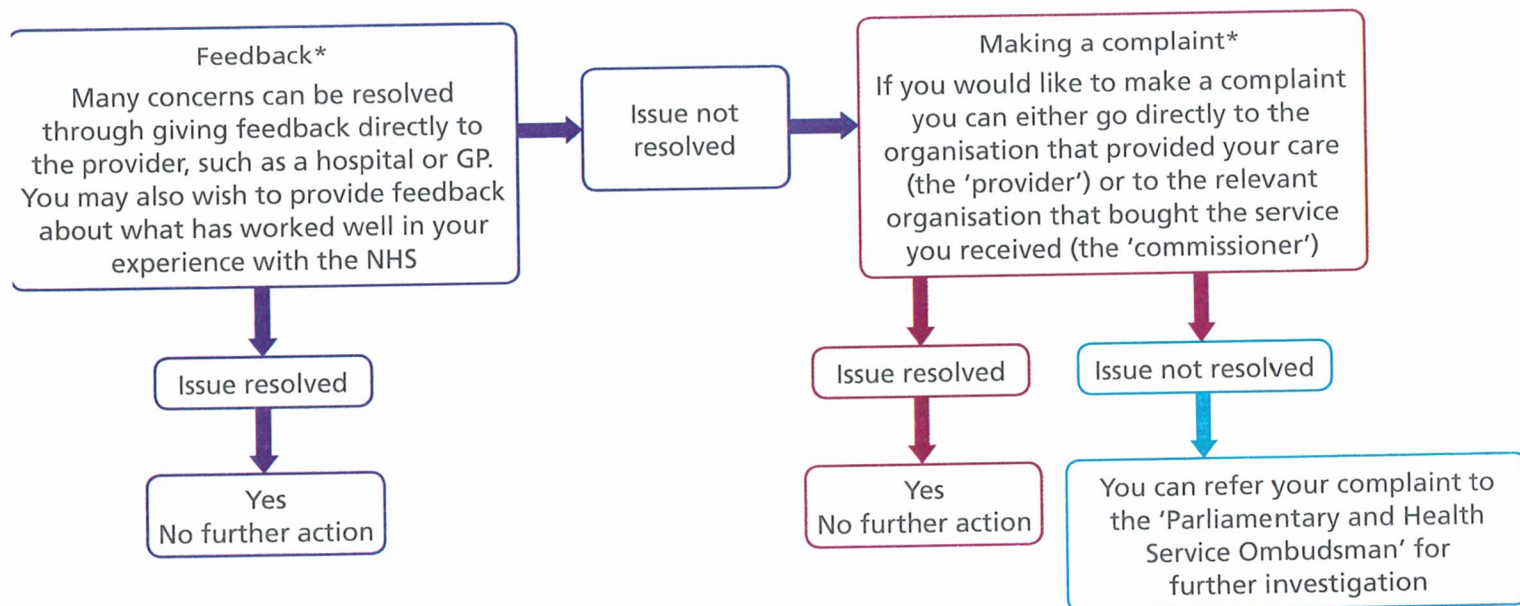 Feedback*
Many concerns can be resolved
through giving feedback directly to
the provider, such as a hospital or GP.
You may also wish to provide feedback
about what has worked well in your
experience with the NHS
Issue not
resolved
Making a complaint*
If you would like to make a complaint
you can either go directly to the
organisation that provided your care
(the ‘provider’) or to the relevant
organisation that bought the service
you received (the ‘commissioner’)
Issue resolved
Yes
No further action
Issue resolved
Yes
No further action
Issue not resolved
You can refer your complaint to
the ‘Parliamentary and Health
Service Ombudsman’ for
further investigation